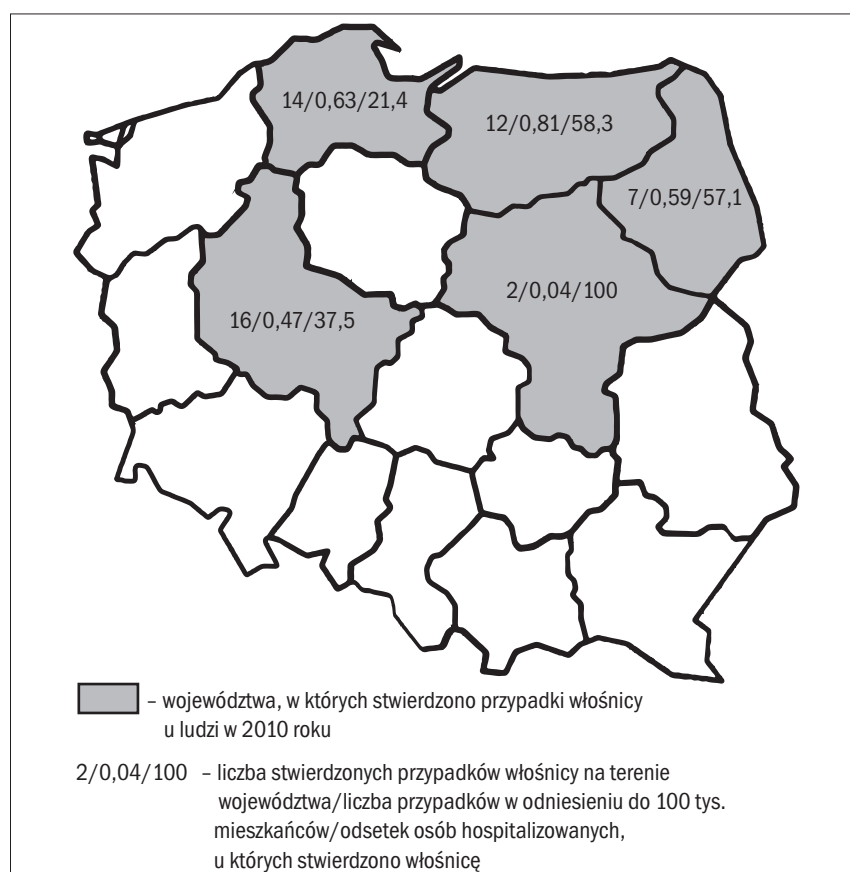 14/0,63/21,4
12/0,81/58,3
7/0,59/57,1
2/0,04/100
16/0,47/37,5
– województwa, w których stwierdzono przypadki włośnicy
u ludzi w 2010 roku
2/0,04/100 – liczba stwierdzonych przypadków włośnicy na terenie
województwa/liczba przypadków w odniesieniu do 100 tys.
mieszkańców/odsetek osób hospitalizowanych,
u których stwierdzono włośnicę